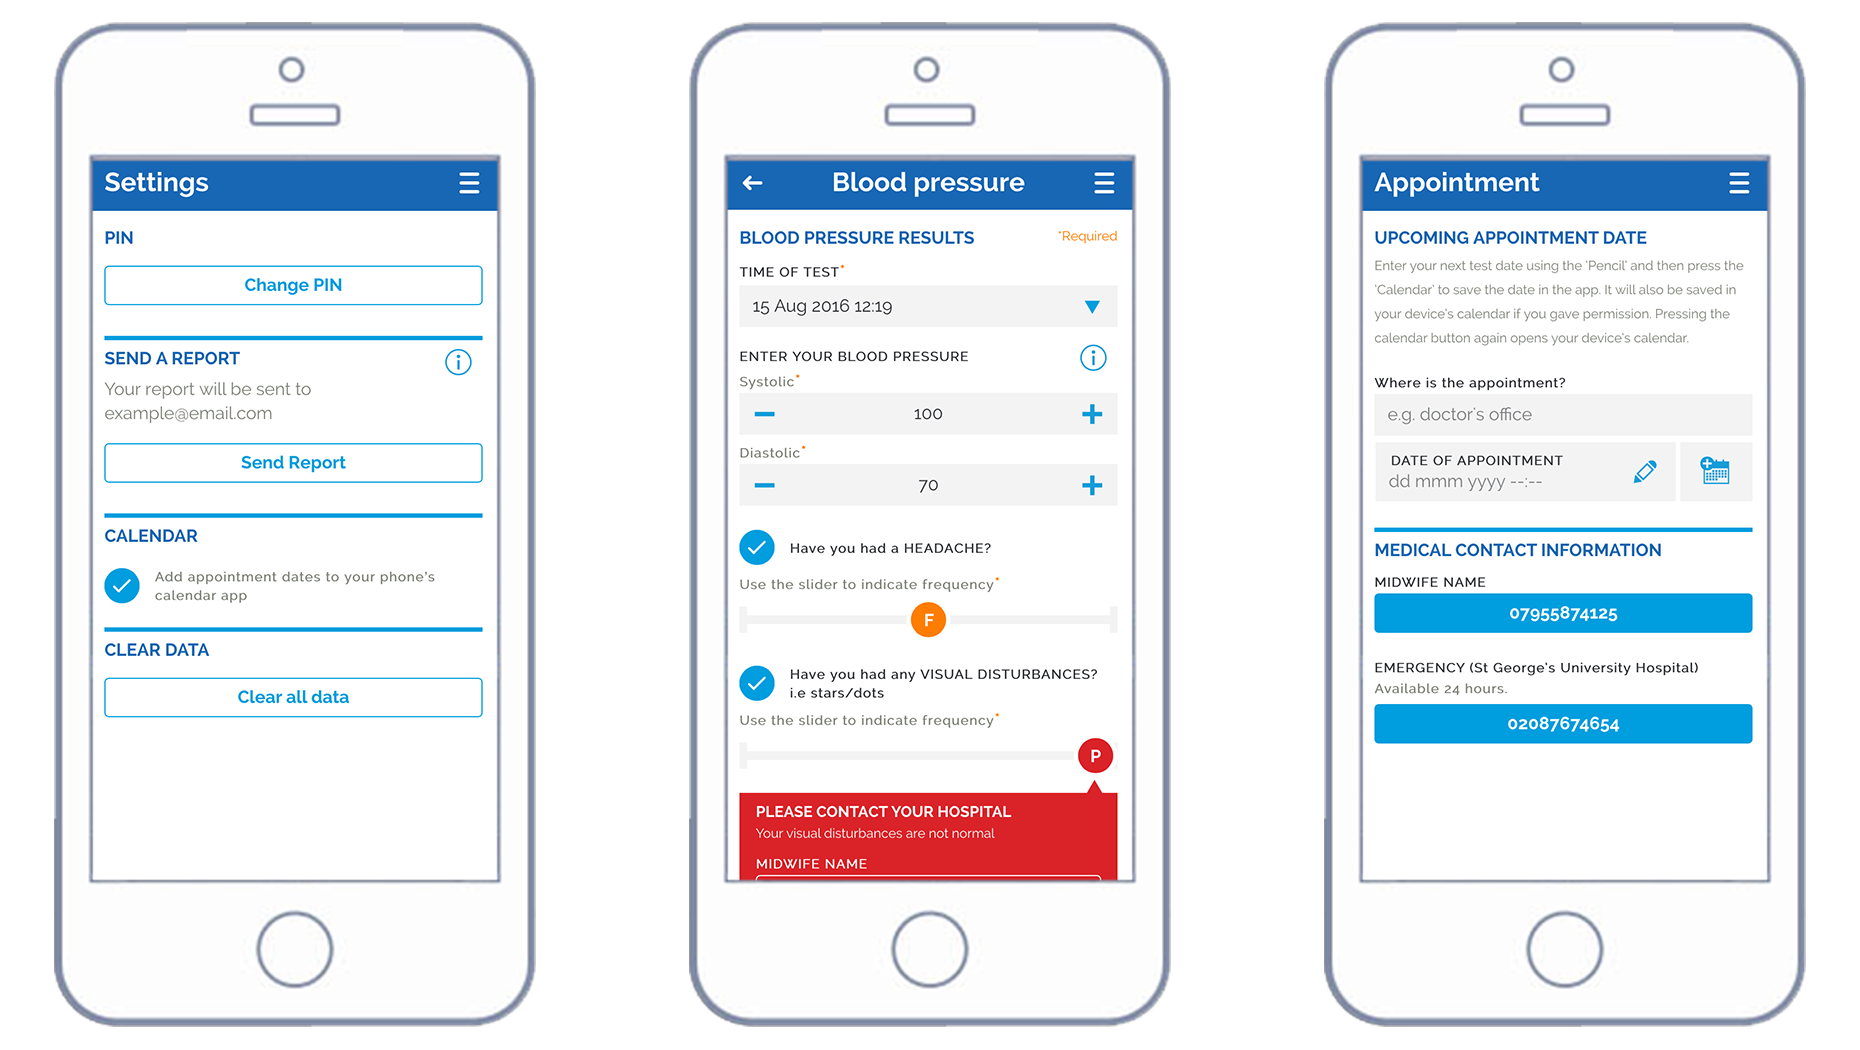 Settings
PIN
Change PIN
SEND A REPORT
Your report will be sent to
example@email.com
Send Report
CALENDAR
Add appointment dates to your phone's
calendar app
CLEAR DATA
Clear all data
Blood pressure
BLOOD PRESSURE RESULTS
*Required
TIME OF TEST*
15 Aug 2016 12:19
ENTER YOUR BLOOD PRESSURE
Systolic*
100
Diastolic*
70
Have you had a HEADACHE?
Use the slider to indicate frequency*
F
Have you had any VISUAL DISTURBANCES?
i.e stars/dots
Use the slider to indicate frequency*
P
PLEASE CONTACT YOUR HOSPITAL
Your visual disturbances are not normal
MIDWIFE NAME
Appointment
UPCOMING APPOINTMENT DATE
Enter your next test date using the 'Pencil' and then press the
'Calendar' to save the date in the app. It will also be saved in
your device's calendar if you gave permission. Pressing the
calendar button again opens your device's calendar.
Where is the appointment?
e.g. doctor's office
DATE OF APPOINTMENT
dd mmm yyyy --:--
MEDICAL CONTACT INFORMATION
MIDWIFE NAME
07955874125
EMERGENCY (St George's University Hospital)
Available 24 hours.
02087674654